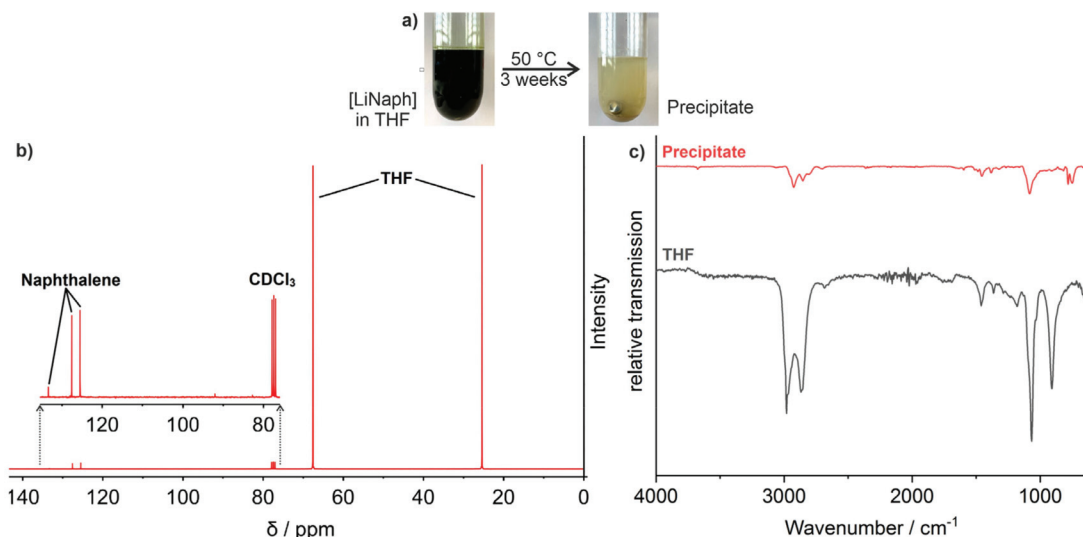 a)
[LiNaph]
in THF
50 °C
3 weeks
Precipitate
b)
THF
Naphthalene
CDCl₃
120 100 80
140 120 100 80 60 40 20 0
δ / ppm
Intensity
c)
Precipitate
THF
relative transmission
4000 3000 2000 1000
Wavenumber / cm⁻¹